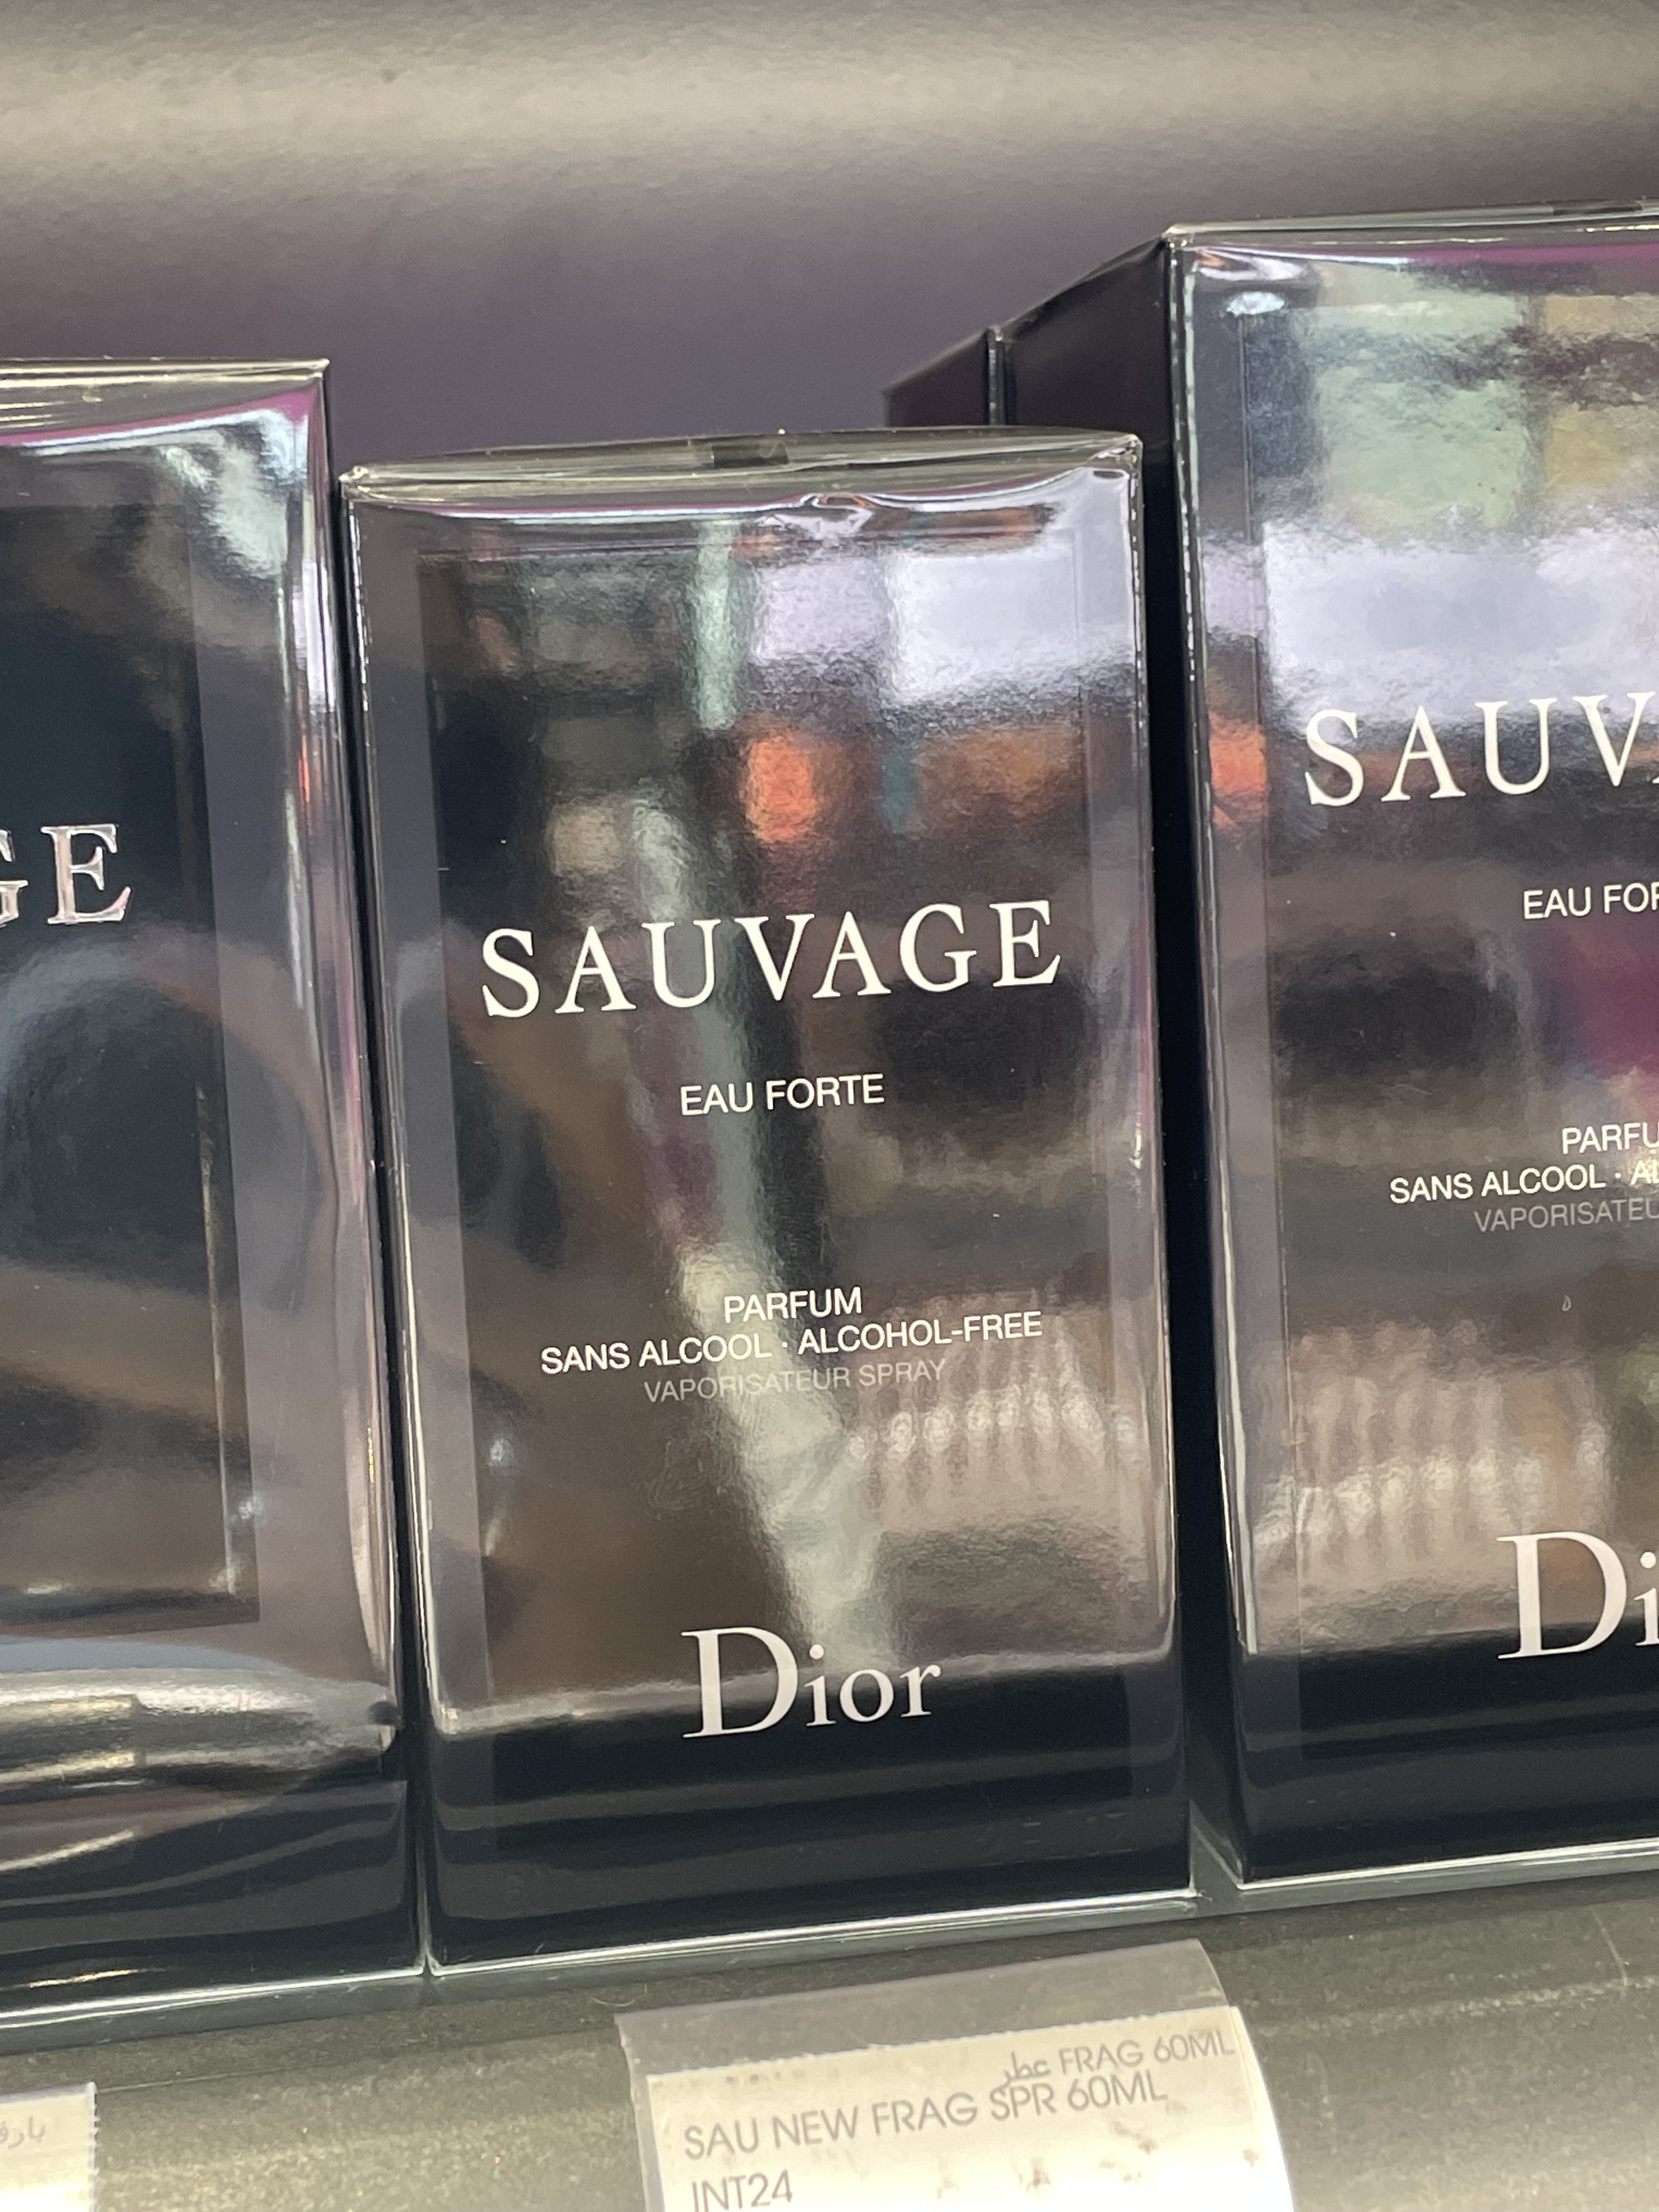 GE
SAUVAGE
EAU FORTE
PARFUM
SANS ALCOOL · ALCOHOL-FREE
VAPORISATEUR SPRAY
Dior
SAUV
EAU FOR
PARFU
SANS ALCOOL · AL
VAPORISATEU
Di
عطر FRAG 60ML
SAU NEW FRAG SPR 60ML
INT24